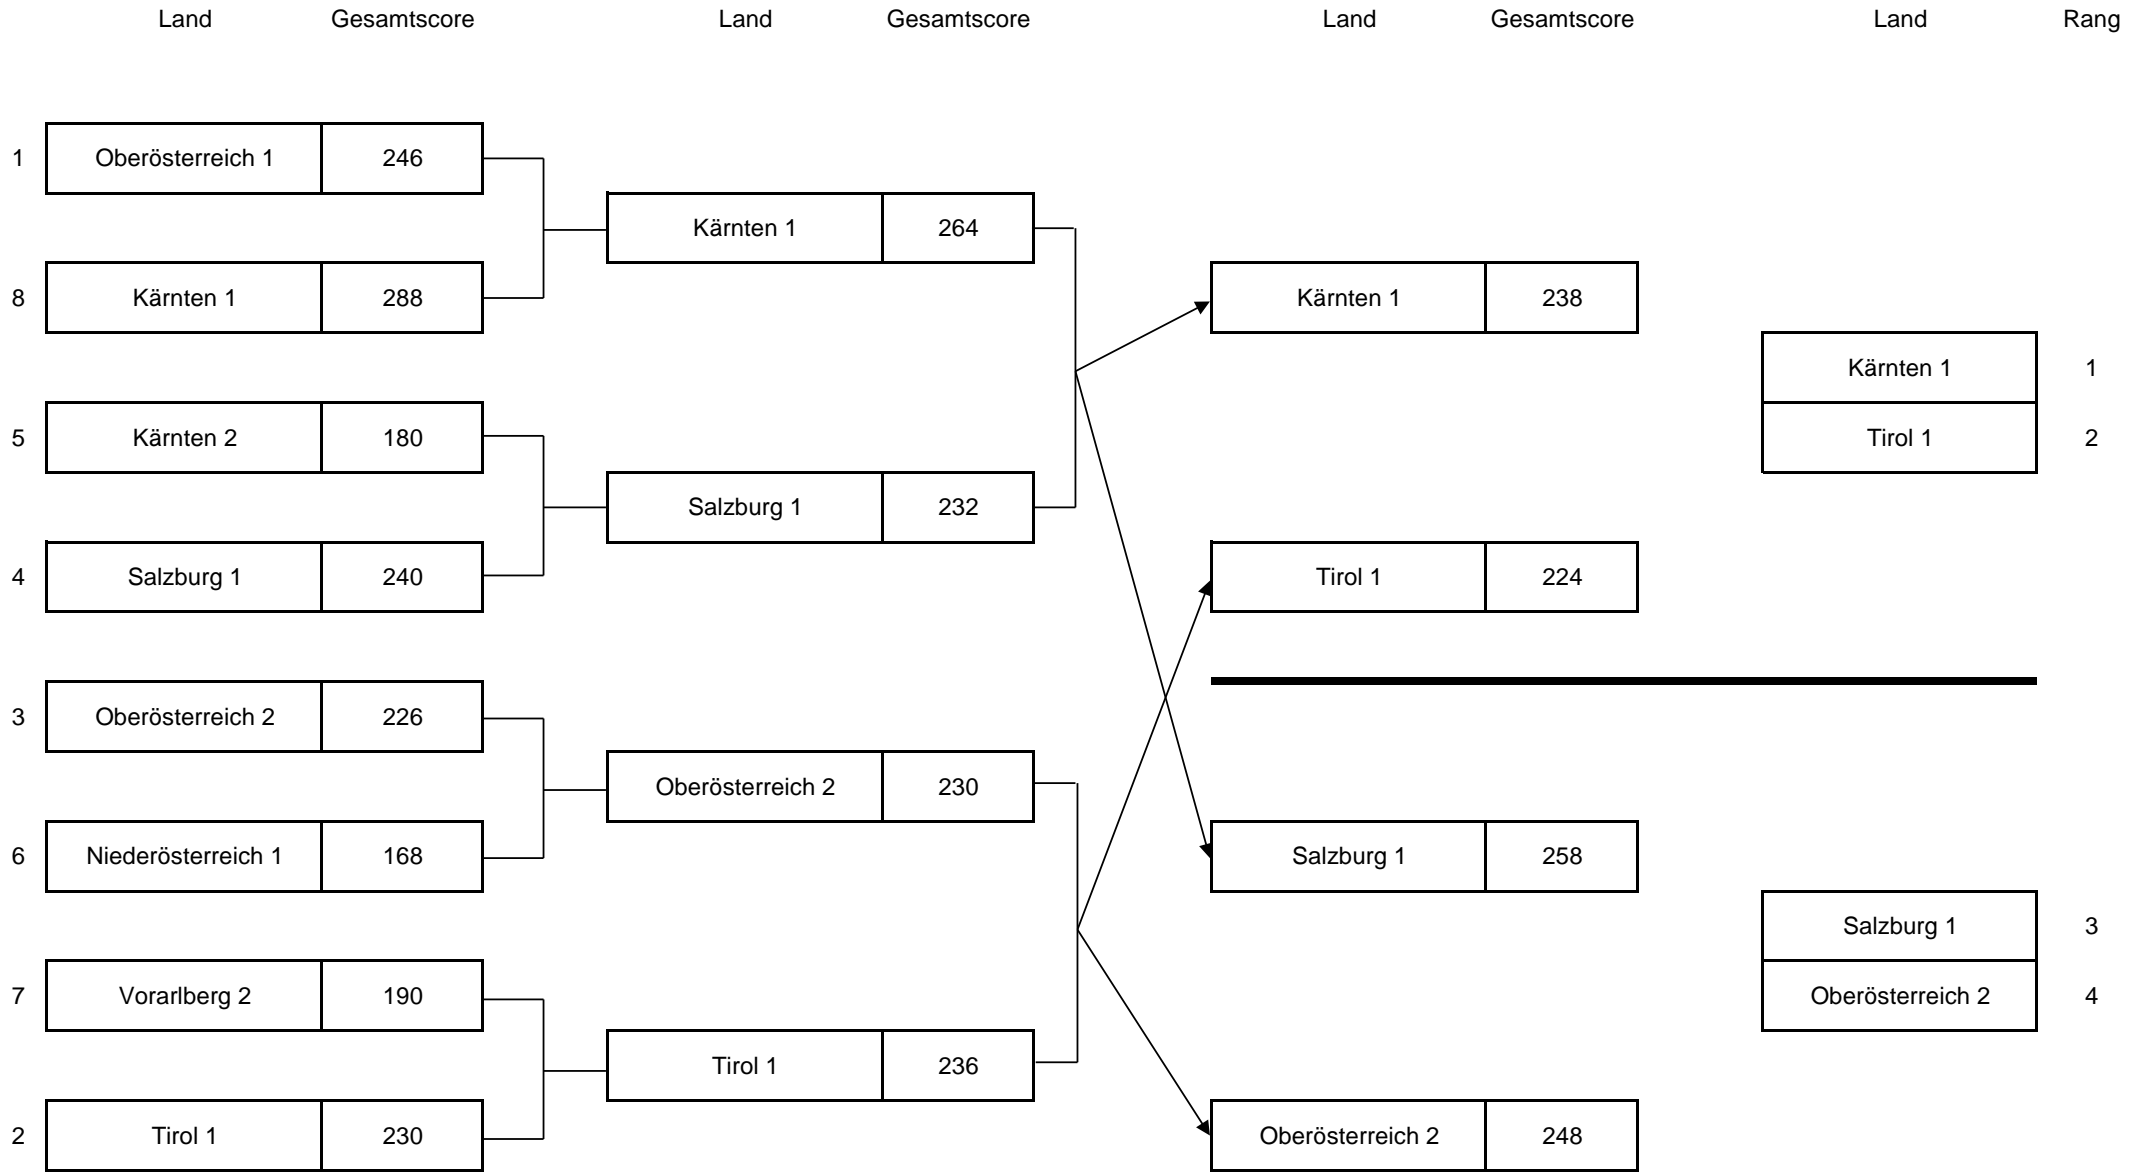 Land Gesamtscore Land Gesamtscore Land Gesamtscore Land Rang
1 Oberösterreich 1 246
Kärnten 1 264
8 Kärnten 1 288 Kärnten 1 238
Kärnten 1 1
5 Kärnten 2 180 Tirol 1 2
Salzburg 1 232
4 Salzburg 1 240 Tirol 1 224
3 Oberösterreich 2 226
Oberösterreich 2 230
6 Niederösterreich 1 168 Salzburg 1 258
Salzburg 1 3
7 Vorarlberg 2 190 Oberösterreich 2 4
Tirol 1 236
2 Tirol 1 230 Oberösterreich 2 248